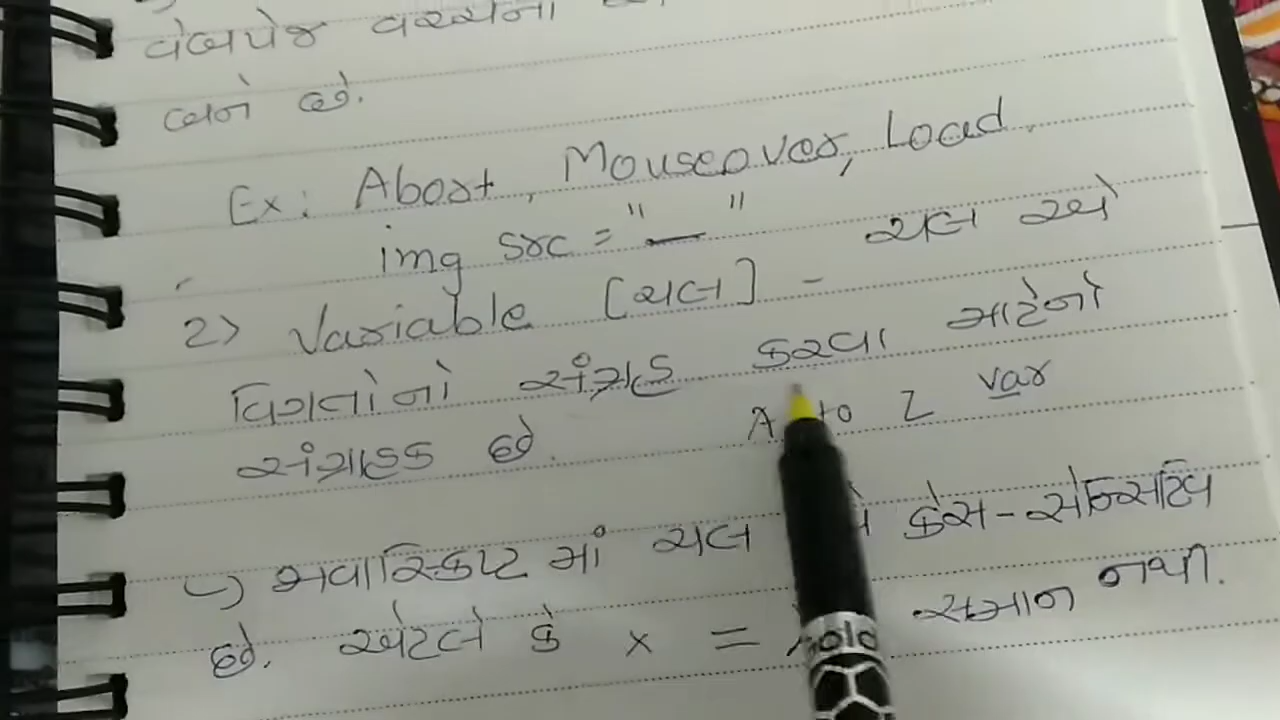 વેબપેજ વચ્ચેના
બને છે.
Ex: Abort, Mouseover, Load,
img src = "—"
2) Variable [ચલ] - ચલ એ
વિગતોનો સંગ્રહ કરવા માટેનો
સંગ્રાહક છે. A to Z var
જાવાસ્ક્રિપ્ટ માં ચલ કેસ-સેન્સિટિવ
છે. એટલે કે x = સમાન નથી.